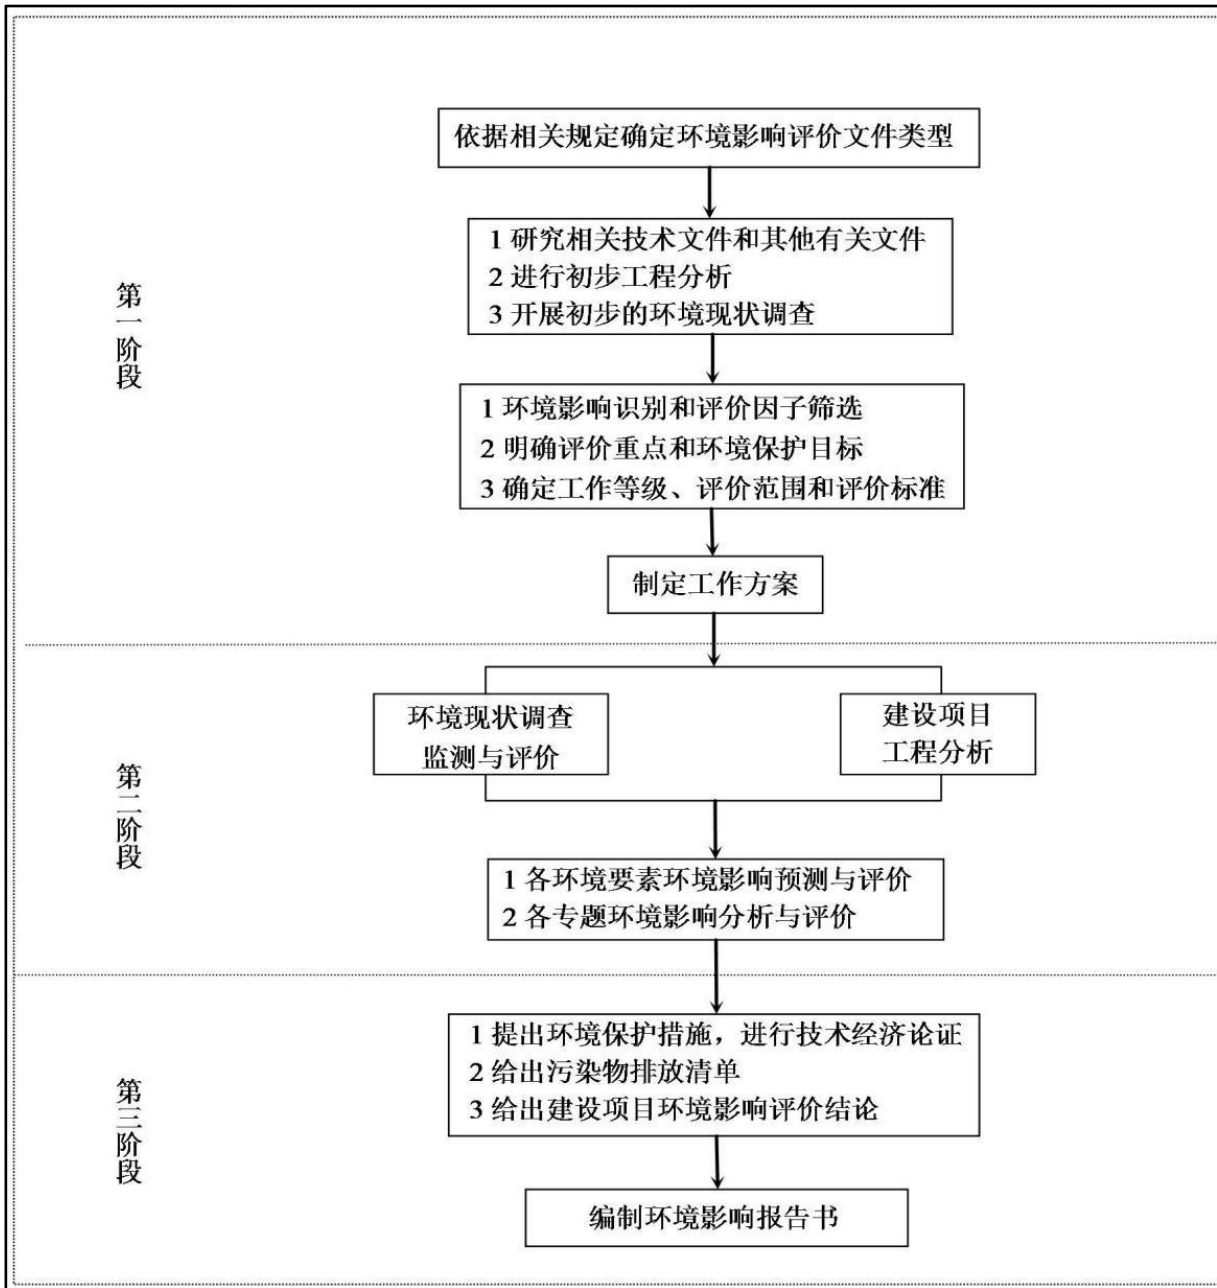 依据相关规定确定环境影响评价文件类型
1 研究相关技术文件和其他有关文件
2 进行初步工程分析
3 开展初步的环境现状调查
第一阶段
1 环境影响识别和评价因子筛选
2 明确评价重点和环境保护目标
3 确定工作等级、评价范围和评价标准
制定工作方案
环境现状调查
监测与评价
建设项目
工程分析
第二阶段
1 各环境要素环境影响预测与评价
2 各专题环境影响分析与评价
1 提出环境保护措施，进行技术经济论证
2 给出污染物排放清单
3 给出建设项目环境影响评价结论
第三阶段
编制环境影响报告书